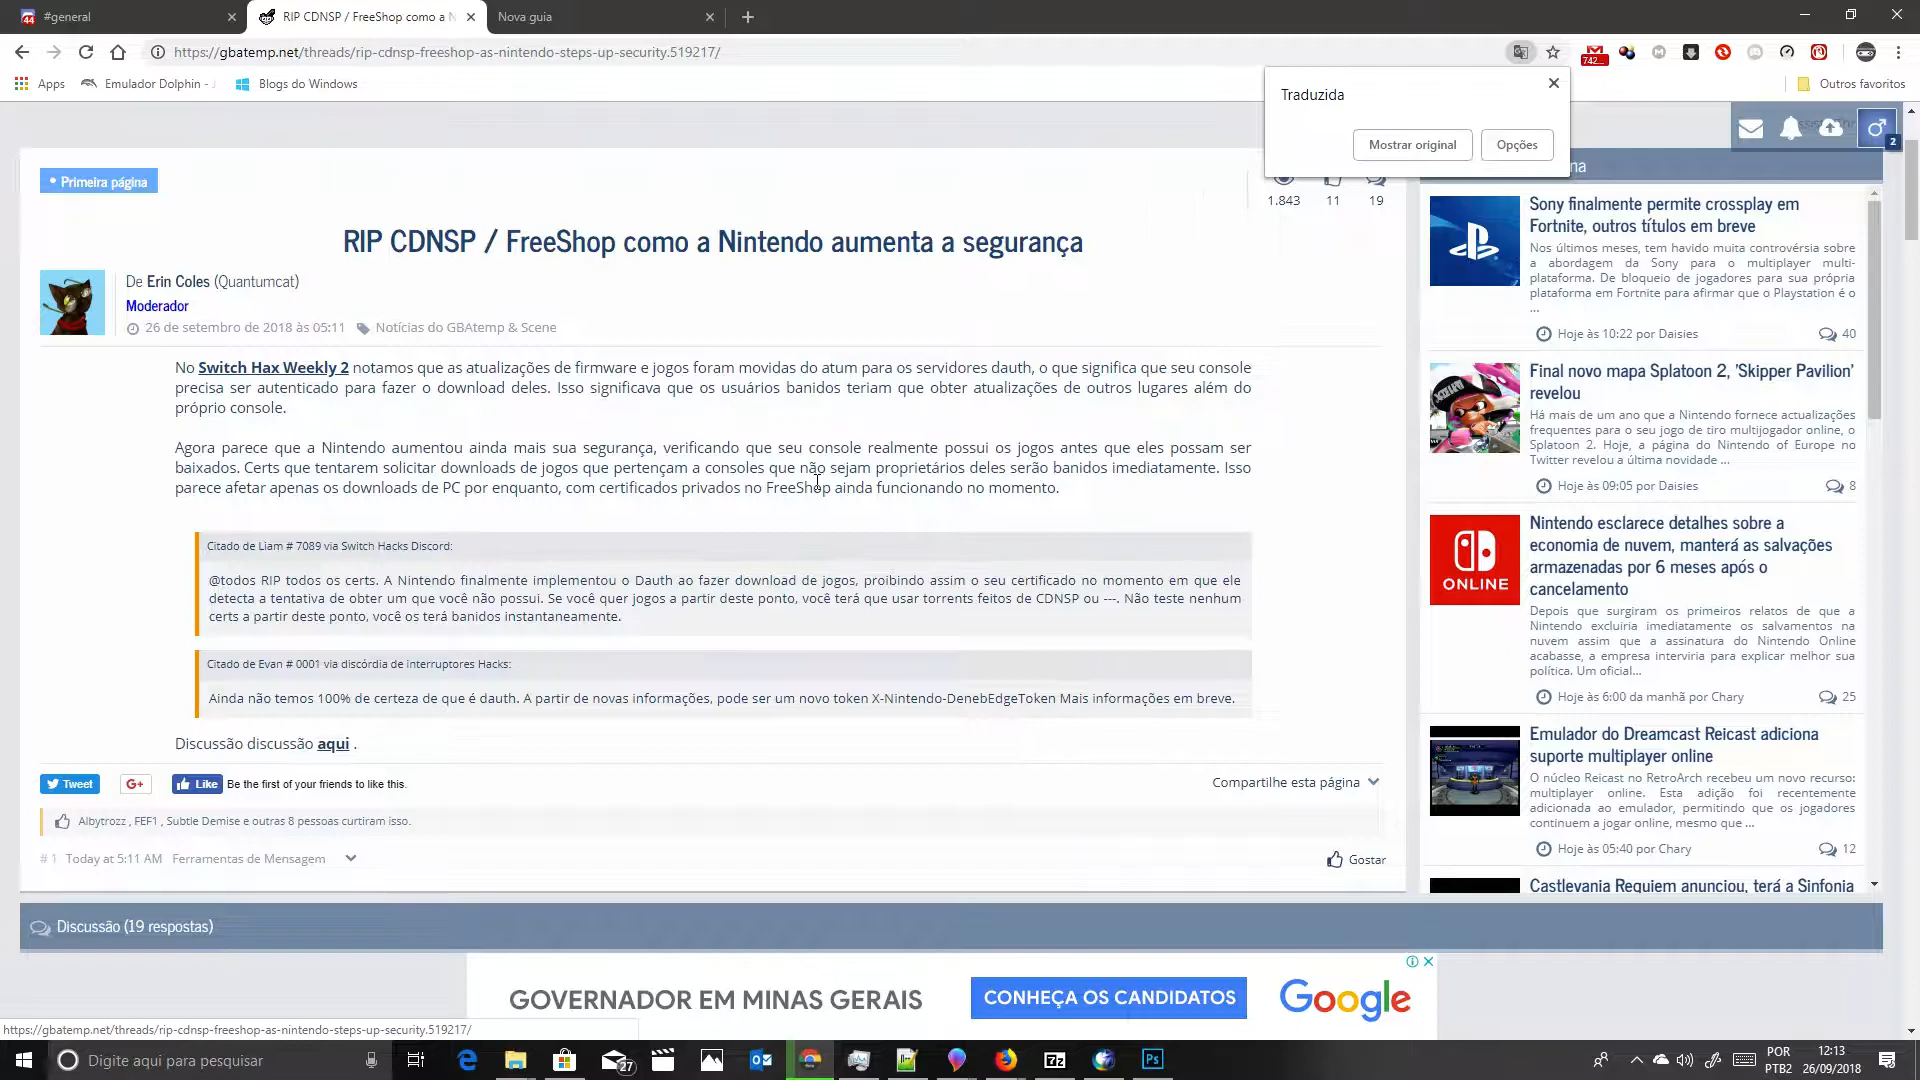 #general
RIP CDNSP / FreeShop como a N
Nova guia
https://gbatemp.net/threads/rip-cdnsp-freeshop-as-nintendo-steps-up-security.519217/
742...
Apps
Emulador Dolphin -
Blogs do Windows
Outros favoritos
Traduzida
Mostrar original
Opções
2
• Primeira página
1.843
11
19
RIP CDNSP / FreeShop como a Nintendo aumenta a segurança
De Erin Coles (Quantumcat)
Moderador
26 de setembro de 2018 às 05:11
Notícias do GBAtemp & Scene
No Switch Hax Weekly 2 notamos que as atualizações de firmware e jogos foram movidas do atum para os servidores dauth, o que significa que seu console
precisa ser autenticado para fazer o download deles. Isso significava que os usuários banidos teriam que obter atualizações de outros lugares além do
próprio console.
Agora parece que a Nintendo aumentou ainda mais sua segurança, verificando que seu console realmente possui os jogos antes que eles possam ser
baixados. Certs que tentarem solicitar downloads de jogos que pertençam a consoles que não sejam proprietários deles serão banidos imediatamente. Isso
parece afetar apenas os downloads de PC por enquanto, com certificados privados no FreeShop ainda funcionando no momento.
Citado de Liam # 7089 via Switch Hacks Discord:
@todos RIP todos os certs. A Nintendo finalmente implementou o Dauth ao fazer download de jogos, proibindo assim o seu certificado no momento em que ele
detecta a tentativa de obter um que você não possui. Se você quer jogos a partir deste ponto, você terá que usar torrents feitos de CDNSP ou ---. Não teste nenhum
certs a partir deste ponto, você os terá banidos instantaneamente.
Citado de Evan # 0001 via discórdia de interruptores Hacks:
Ainda não temos 100% de certeza de que é dauth. A partir de novas informações, pode ser um novo token X-Nintendo-DenebEdgeToken Mais informações em breve.
Discussão discussão aqui .
Tweet
G+
Like
Be the first of your friends to like this.
Compartilhe esta página
Albytrozz , FEF1 , Subtle Demise e outras 8 pessoas curtiram isso.
# 1 Today at 5:11 AM Ferramentas de Mensagem
Gostar
Discussão (19 respostas)
na
Sony finalmente permite crossplay em
Fortnite, outros títulos em breve
Nos últimos meses, tem havido muita controvérsia sobre
a abordagem da Sony para o multiplayer multi-
plataforma. De bloqueio de jogadores para sua própria
plataforma em Fortnite para afirmar que o Playstation é o
...
Hoje às 10:22 por Daisies
40
Final novo mapa Splatoon 2, 'Skipper Pavilion'
revelou
Há mais de um ano que a Nintendo fornece actualizações
frequentes para o seu jogo de tiro multijogador online, o
Splatoon 2. Hoje, a página do Nintendo of Europe no
Twitter revelou a última novidade ...
Hoje às 09:05 por Daisies
8
ONLINE
Nintendo esclarece detalhes sobre a
economia de nuvem, manterá as salvações
armazenadas por 6 meses após o
cancelamento
Depois que surgiram os primeiros relatos de que a
Nintendo excluiria imediatamente os salvamentos na
nuvem assim que a assinatura do Nintendo Online
acabasse, a empresa interviria para explicar melhor sua
política. Um oficial...
Hoje às 6:00 da manhã por Chary
25
Emulador do Dreamcast Reicast adiciona
suporte multiplayer online
O núcleo Reicast no RetroArch recebeu um novo recurso:
multiplayer online. Esta adição foi recentemente
adicionada ao emulador, permitindo que os jogadores
continuem a jogar online, mesmo que ...
Hoje às 05:40 por Chary
12
Castlevania Requiem anunciou, terá a Sinfonia
GOVERNADOR EM MINAS GERAIS
CONHEÇA OS CANDIDATOS
Google
https://gbatemp.net/threads/rip-cdnsp-freeshop-as-nintendo-steps-up-security.519217/
Digite aqui para pesquisar
27
7z
Ps
POR
PTB2
12:13
26/09/2018